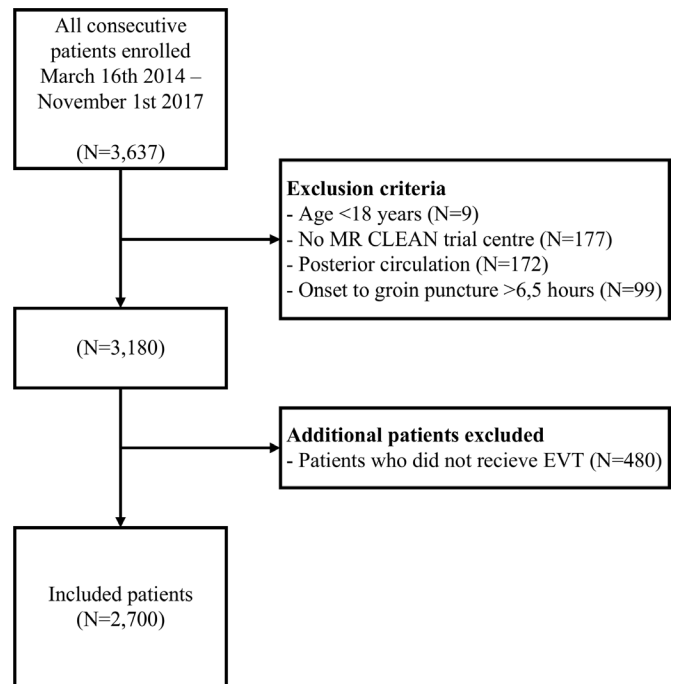 All consecutive
patients enrolled
March 16th 2014 –
November 1st 2017
(N=3,637)
Exclusion criteria
- Age <18 years (N=9)
- No MR CLEAN trial centre (N=177)
- Posterior circulation (N=172)
- Onset to groin puncture >6,5 hours (N=99)
(N=3,180)
Additional patients excluded
- Patients who did not recieve EVT (N=480)
Included patients
(N=2,700)